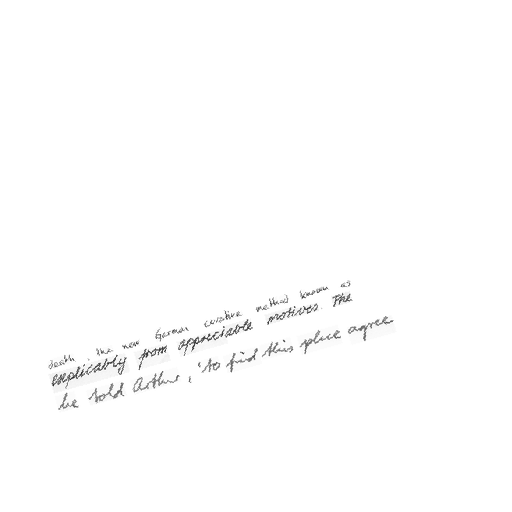 death. the new German curative method known as
explicably from appreciable motives. The
he told Arthur, 'to find this place agree